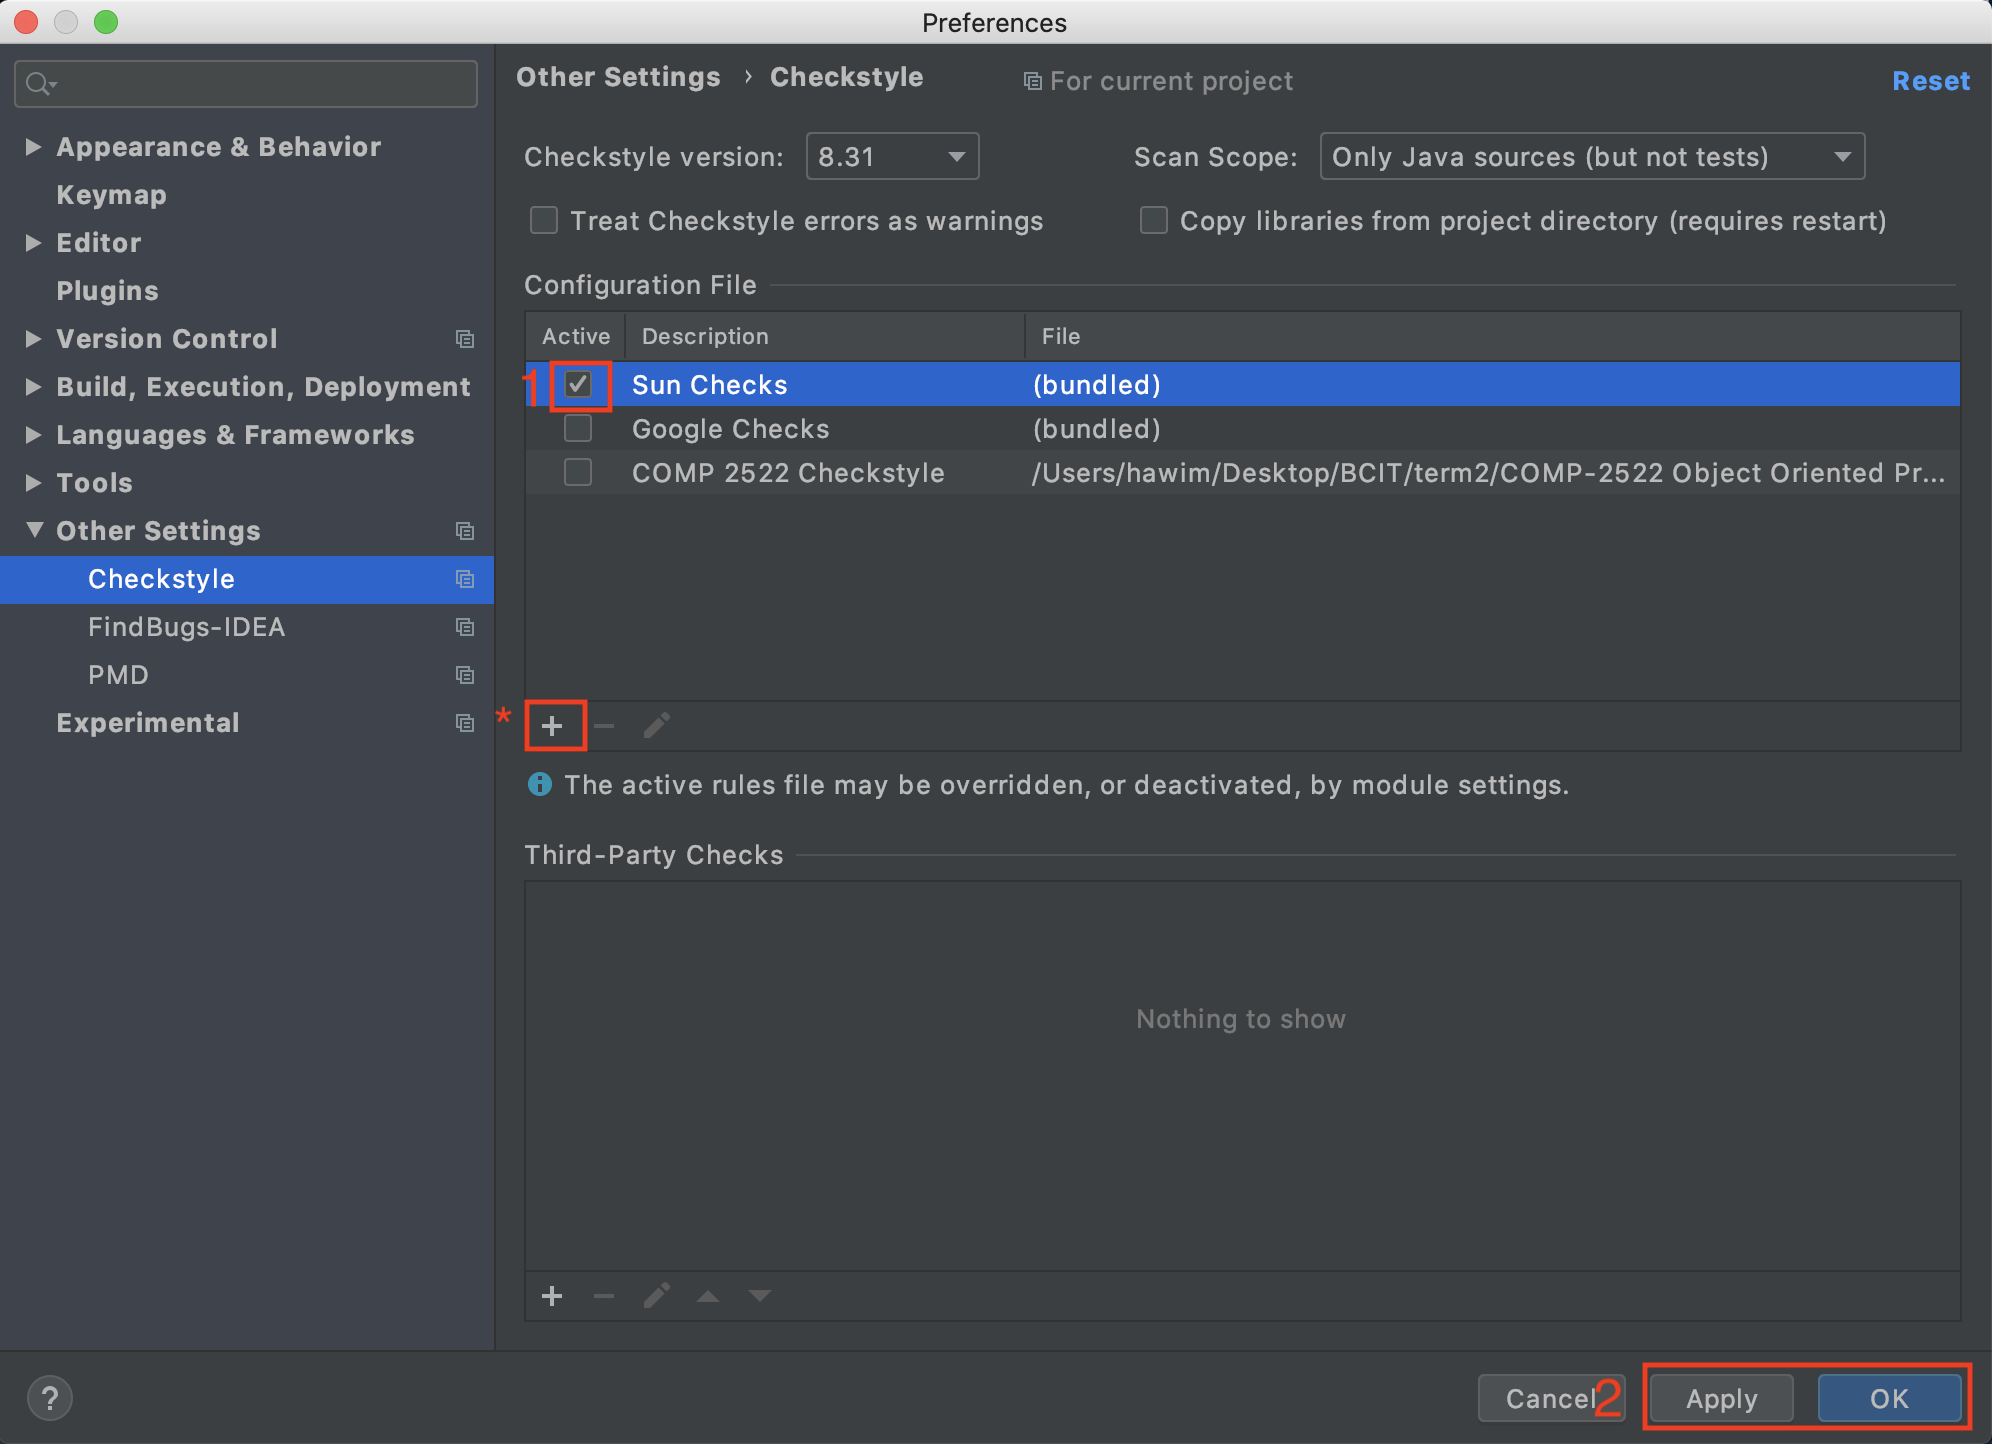 Preferences
Other Settings › Checkstyle For current project Reset
Appearance & Behavior
Keymap
Editor
Plugins
Version Control
Build, Execution, Deployment
Languages & Frameworks
Tools
Other Settings
Checkstyle
FindBugs-IDEA
PMD
Experimental
Checkstyle version: 8.31 Scan Scope: Only Java sources (but not tests)
Treat Checkstyle errors as warnings Copy libraries from project directory (requires restart)
Configuration File
Active Description File
1 Sun Checks (bundled)
Google Checks (bundled)
COMP 2522 Checkstyle /Users/hawim/Desktop/BCIT/term2/COMP-2522 Object Oriented Pr...
*
The active rules file may be overridden, or deactivated, by module settings.
Third-Party Checks
Nothing to show
? Cancel 2 Apply OK